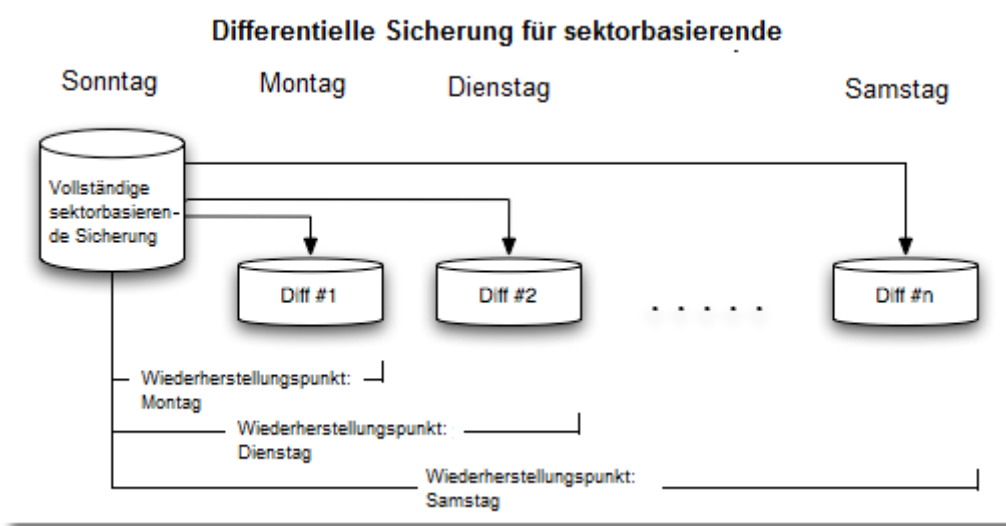 Differentielle Sicherung für sektorbasierende
Sonntag
Montag
Dienstag
Samstag
Vollständige
sektorbasieren-
de Sicherung
Diff #1
Diff #2
. . . . .
Diff #n
Wiederherstellungspunkt:
Montag
Wiederherstellungspunkt:
Dienstag
Wiederherstellungspunkt:
Samstag